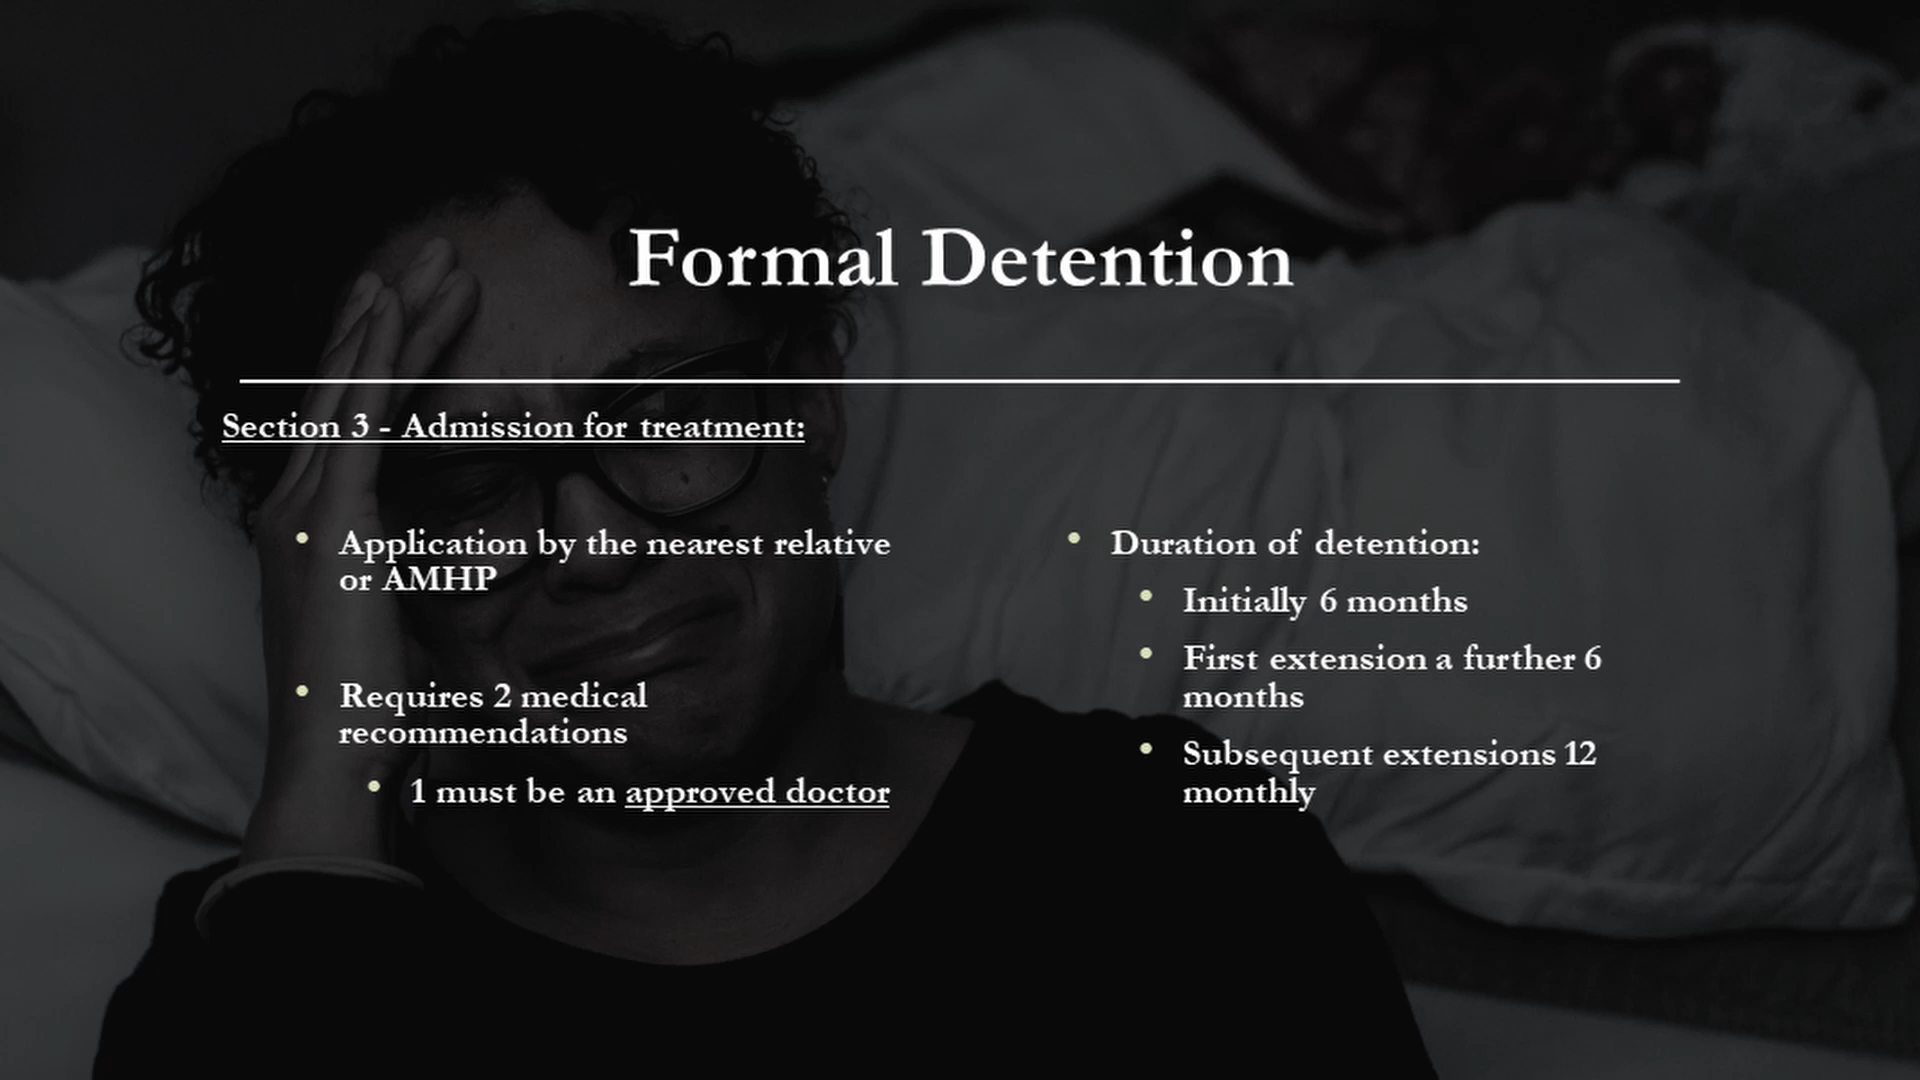 Formal Detention
Section 3 - Admission for treatment:
• Application by the nearest relative
or AMHP
• Requires 2 medical
recommendations
• 1 must be an approved doctor
• Duration of detention:
• Initially 6 months
• First extension a further 6
months
• Subsequent extensions 12
monthly